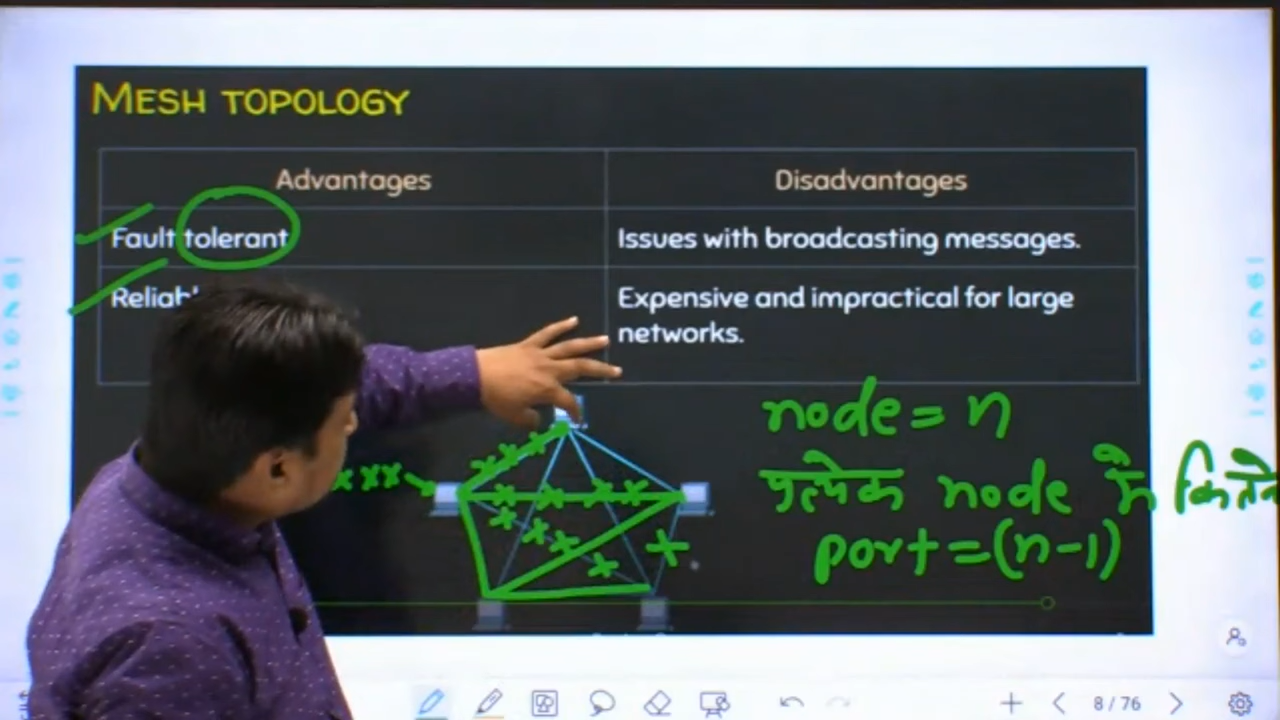 MESH TOPOLOGY
Advantages Disadvantages
Fault tolerant Issues with broadcasting messages.
Expensive and impractical for large
networks.
node = n
प्रत्येक node में
port = (n-1)
8 / 76